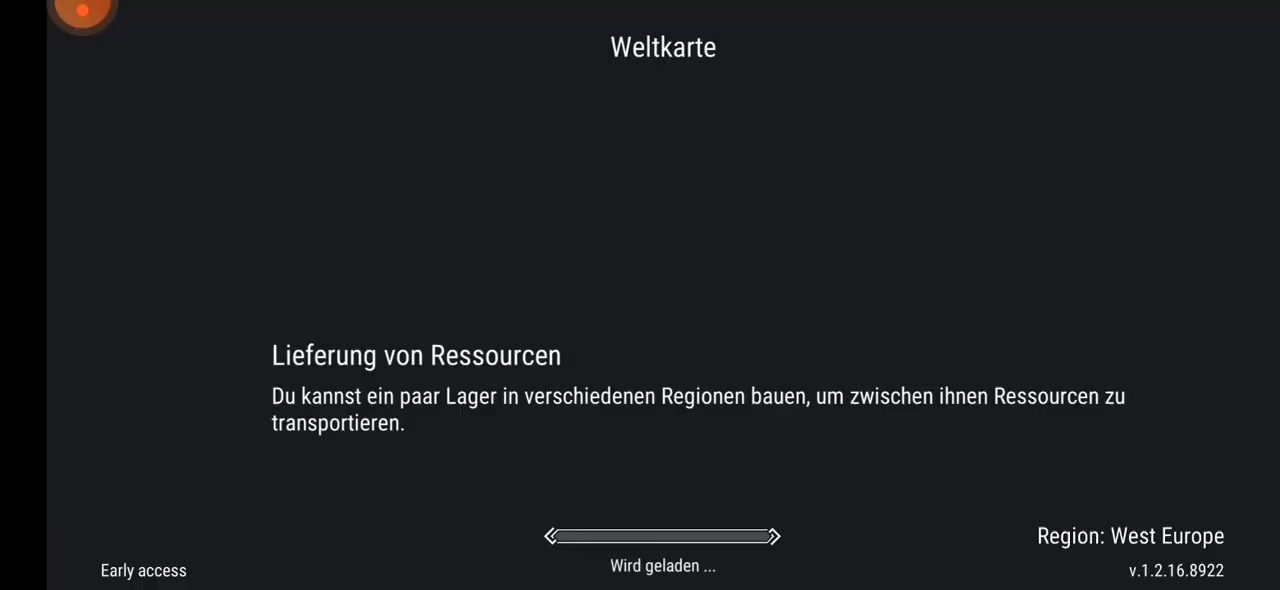 Weltkarte
Lieferung von Ressourcen
Du kannst ein paar Lager in verschiedenen Regionen bauen, um zwischen ihnen Ressourcen zu
transportieren.
Region: West Europe
Wird geladen ...
Early access
v.1.2.16.8922